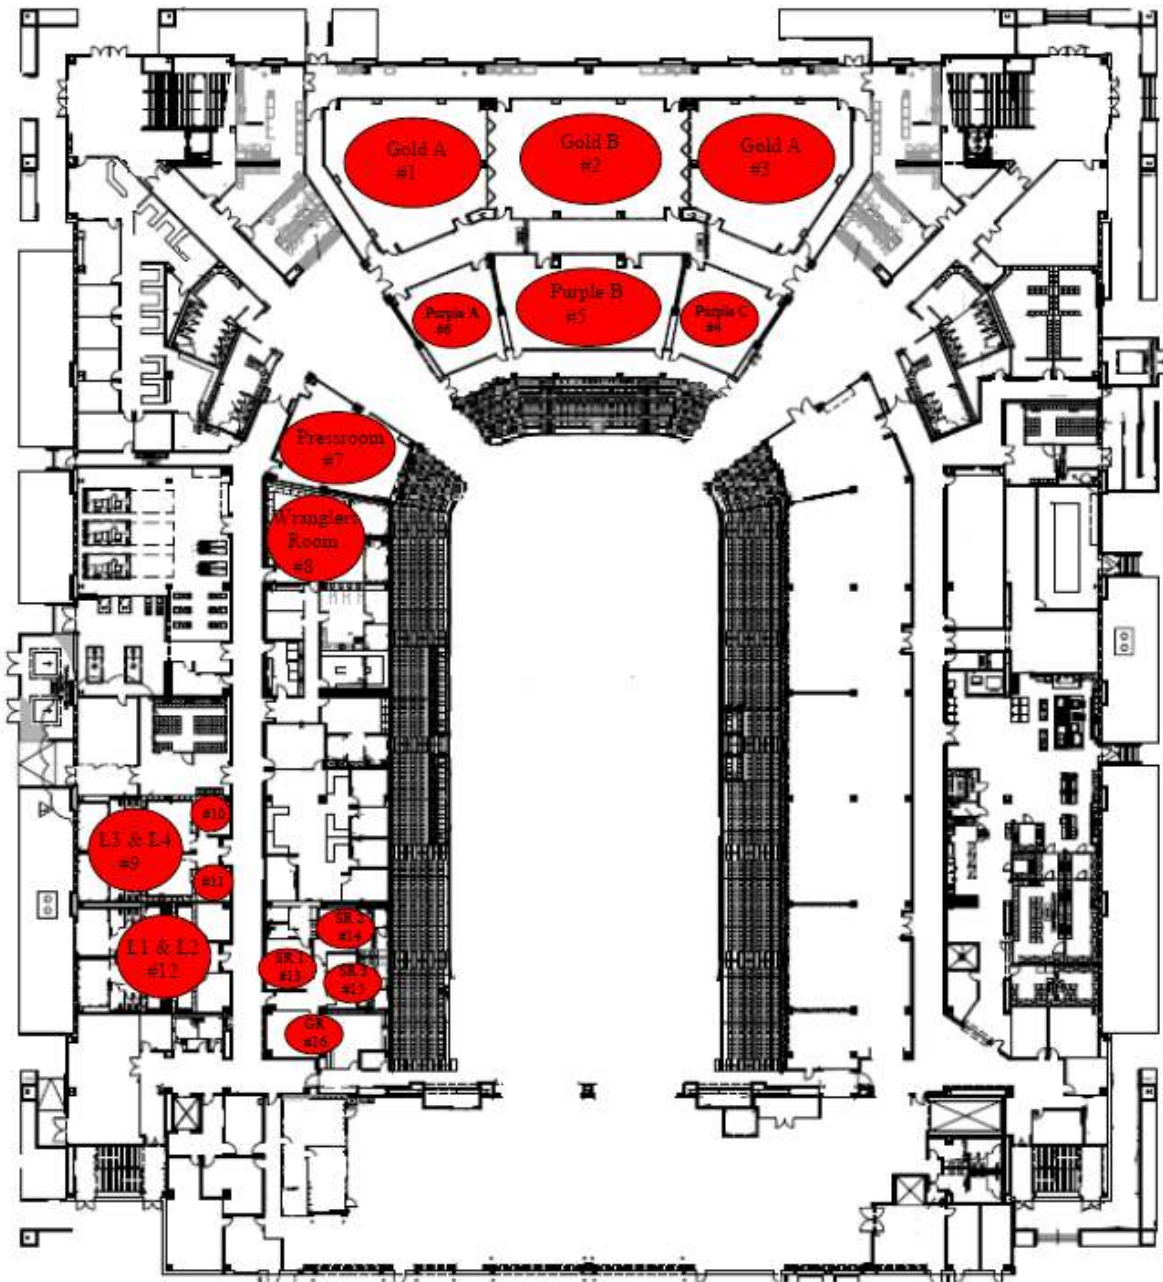 Gold A
#1
Gold B
#2
Gold A
#3
Purple A
#6
Purple B
#5
Purple C
#4
Pressroom
#7
Wranglers
Room
#8
L3 & L4
#9
#10
#11
L1 & L2
#12
SR 2
#14
SR 1
#13
SR 3
#15
GR
#16